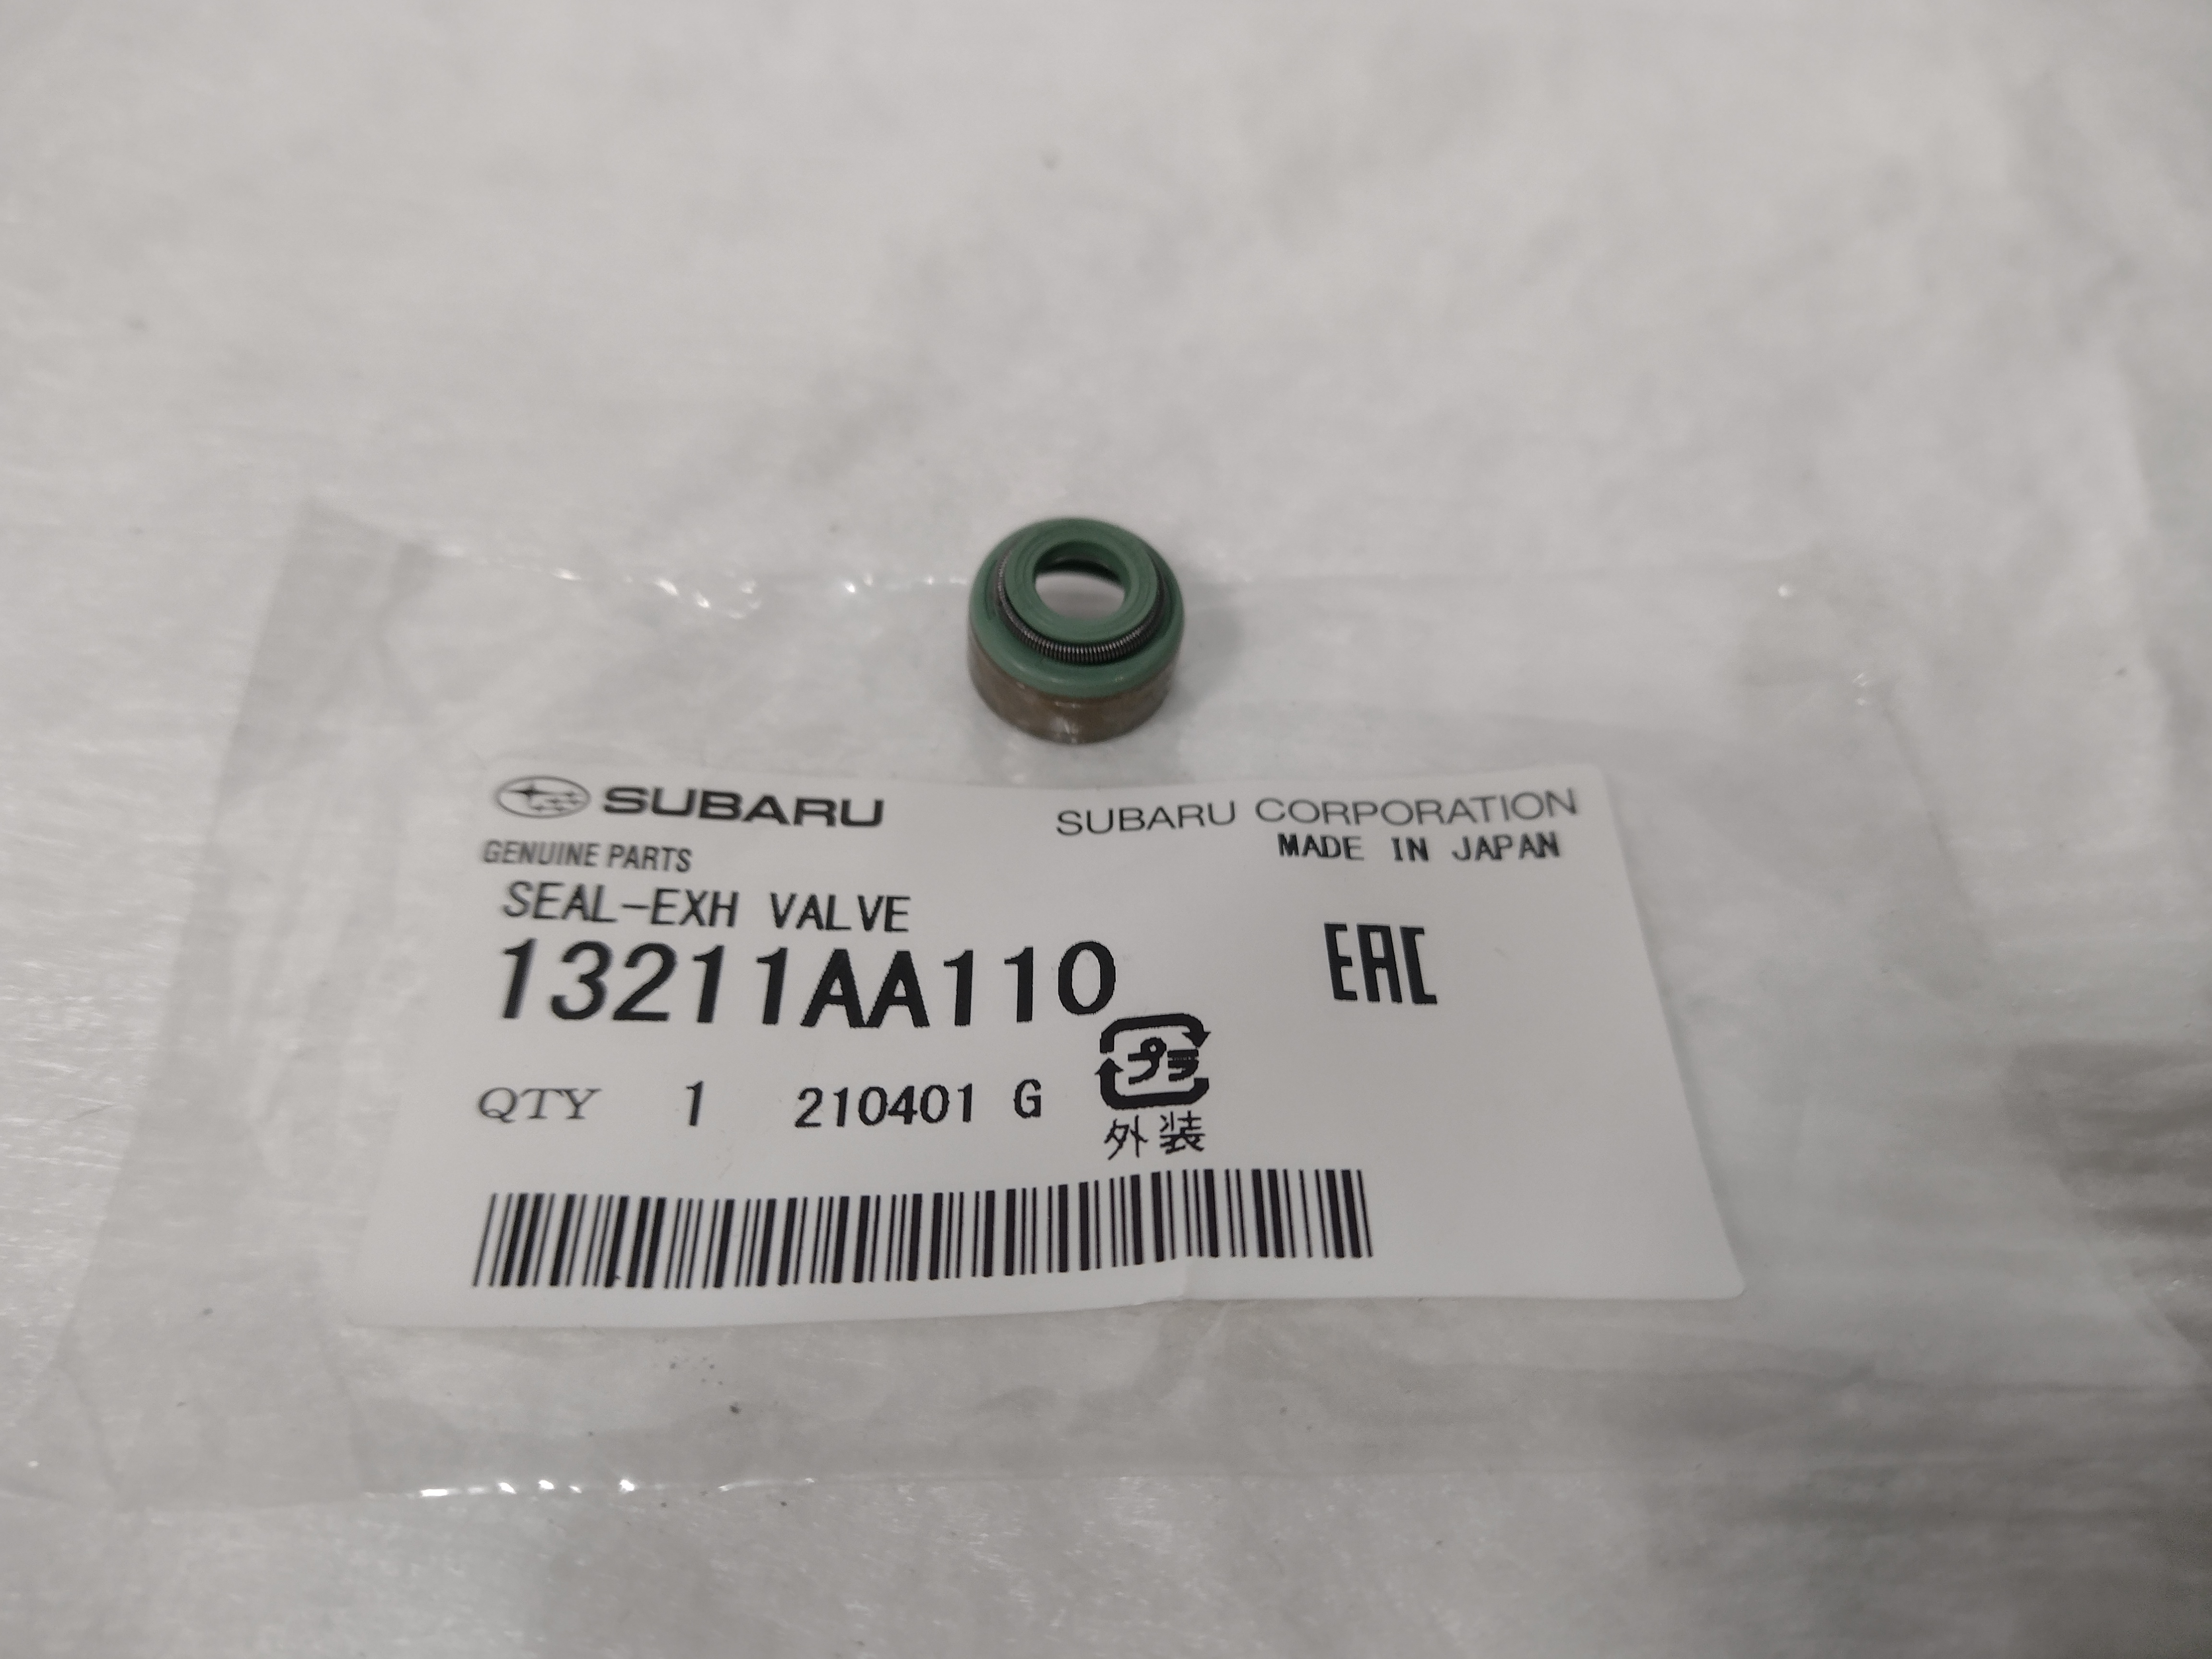 SUBARU
SUBARU CORPORATION
GENUINE PARTS
MADE IN JAPAN
SEAL-EXH VALVE
13211AA110
EAC
プラ
QTY 1 210401 G
外装